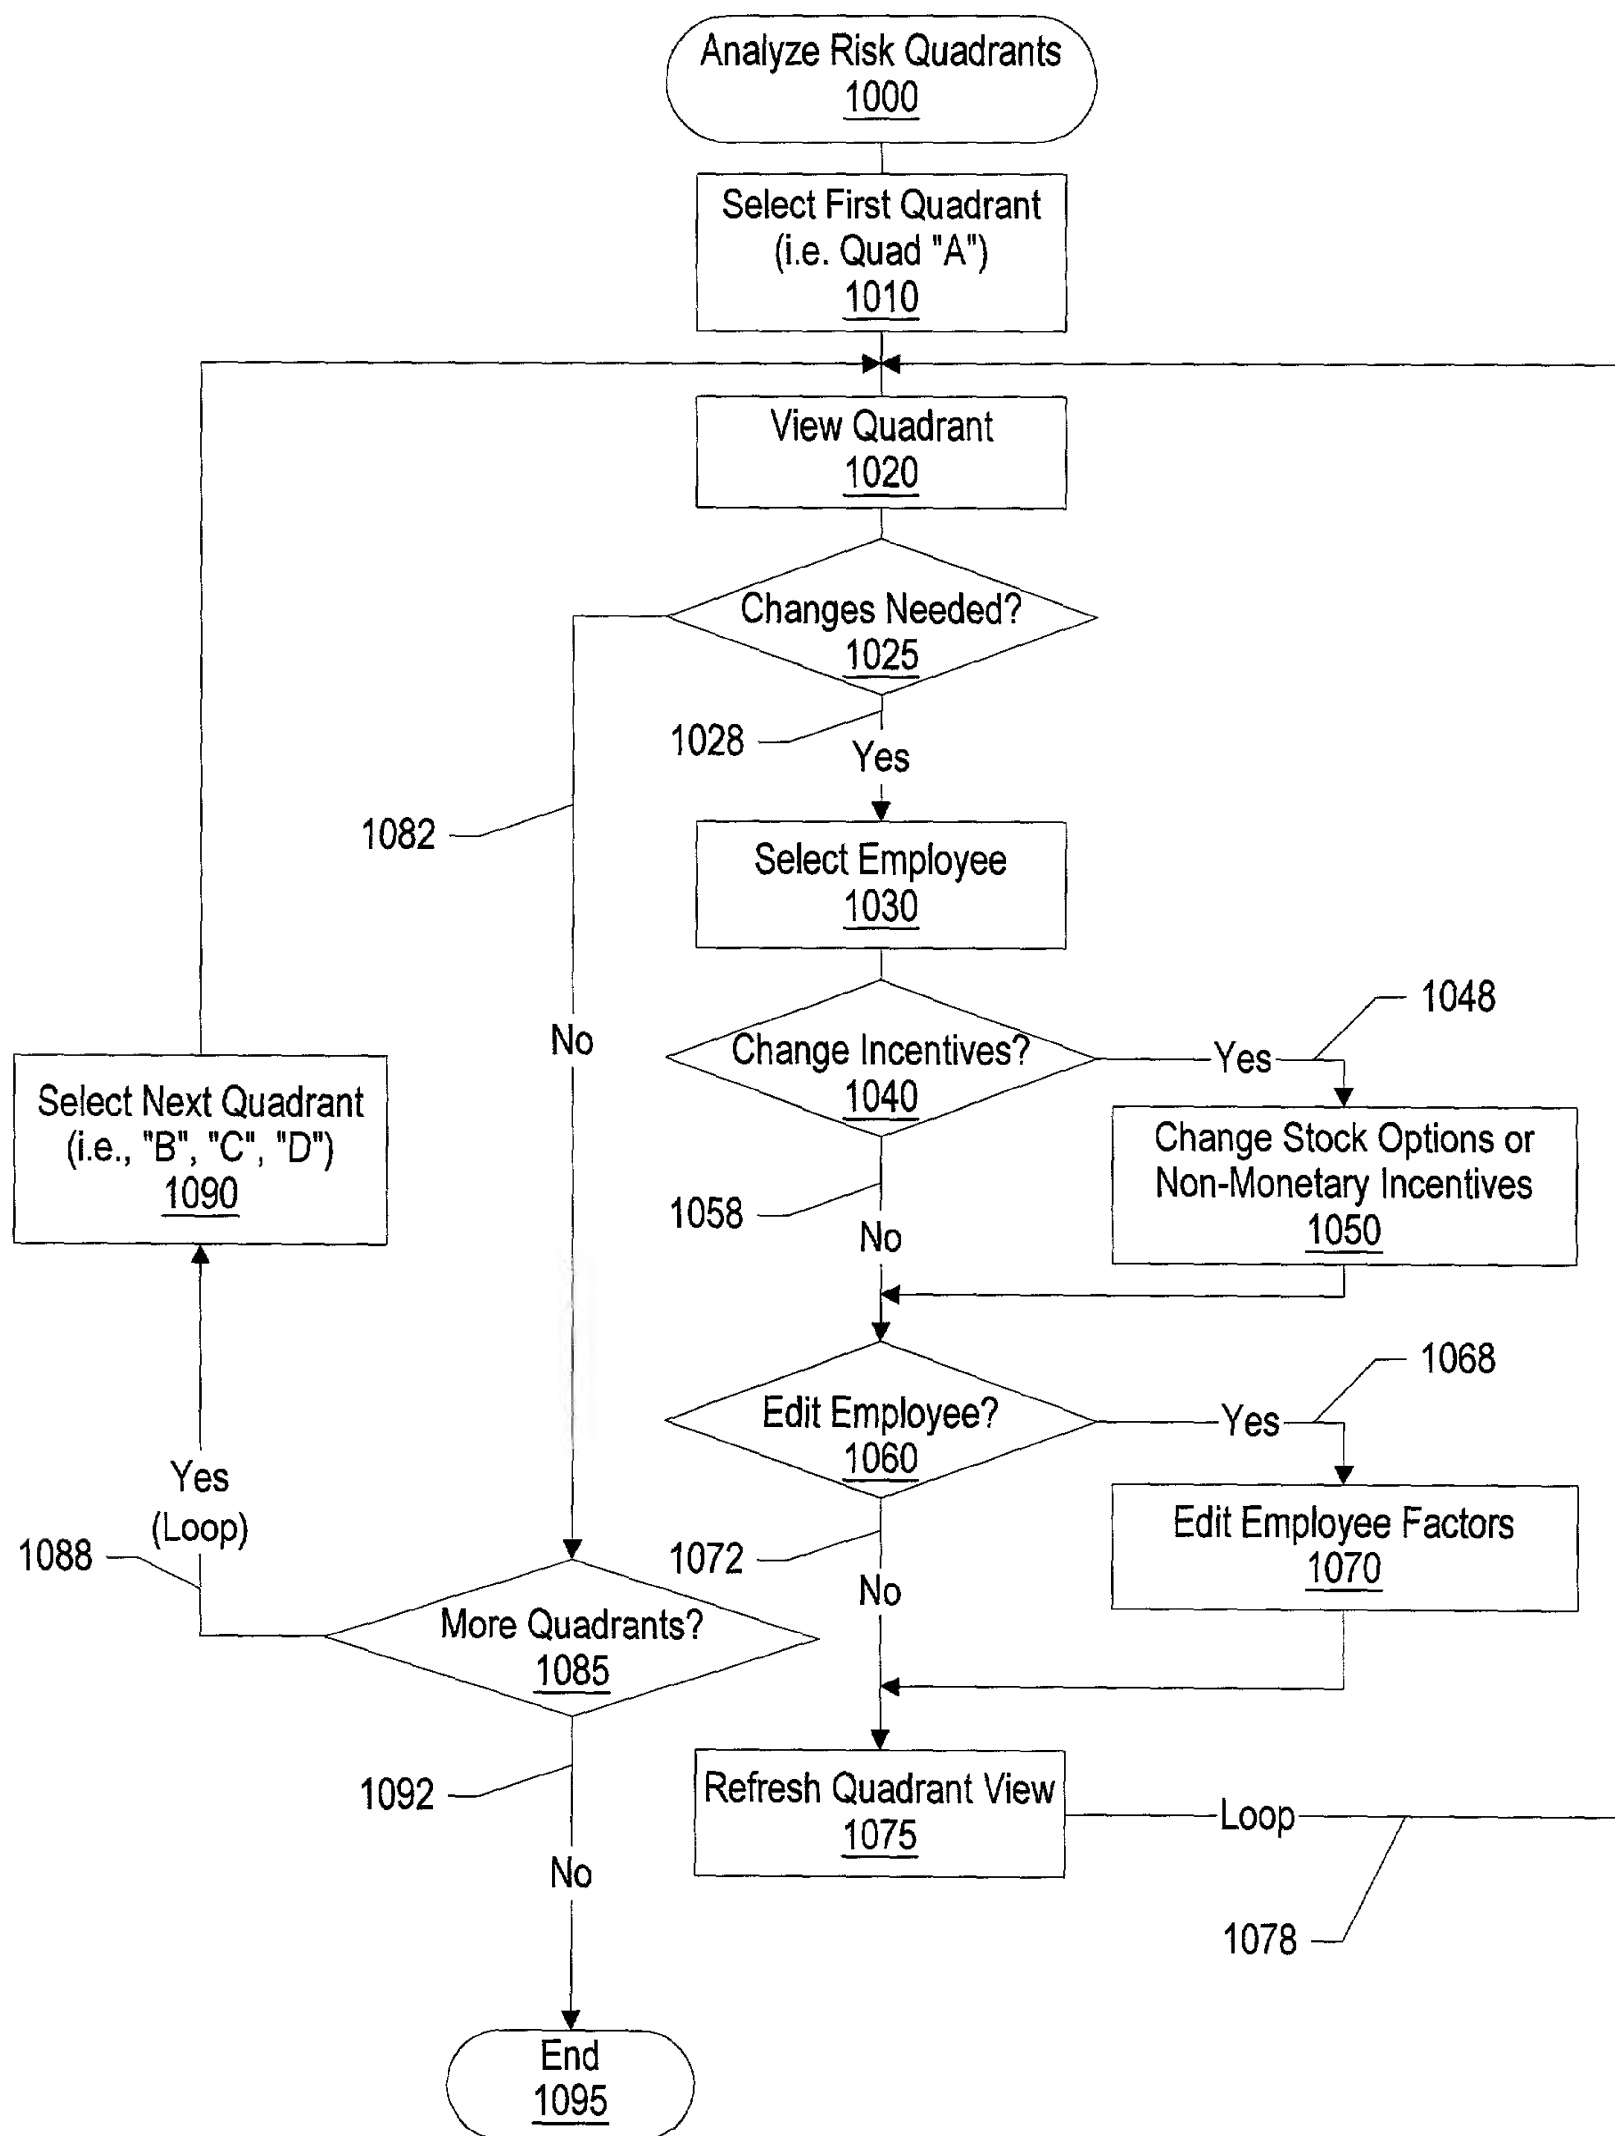 Analyze Risk Quadrants
1000
Select First Quadrant
(i.e. Quad "A")
1010
View Quadrant
1020
Changes Needed?
1025
1028
Yes
1082
Select Employee
1030
No
Change Incentives?
1040
Yes
1048
Select Next Quadrant
(i.e., "B", "C", "D")
1090
Change Stock Options or
Non-Monetary Incentives
1050
1058
No
Edit Employee?
1060
Yes
1068
Yes
(Loop)
1088
Edit Employee Factors
1070
1072
No
More Quadrants?
1085
Refresh Quadrant View
1075
Loop
1078
1092
No
End
1095